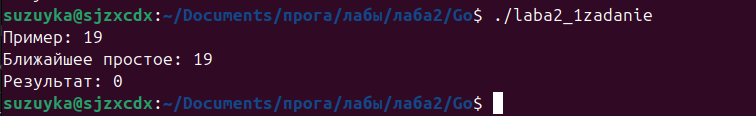 suzuyka@sjzxcdx:~/Documents/прога/лабы/лаба2/Go$ ./laba2_1zadanie
Пример: 19
Ближайшее простое: 19
Результат: 0
suzuyka@sjzxcdx:~/Documents/прога/лабы/лаба2/Go$